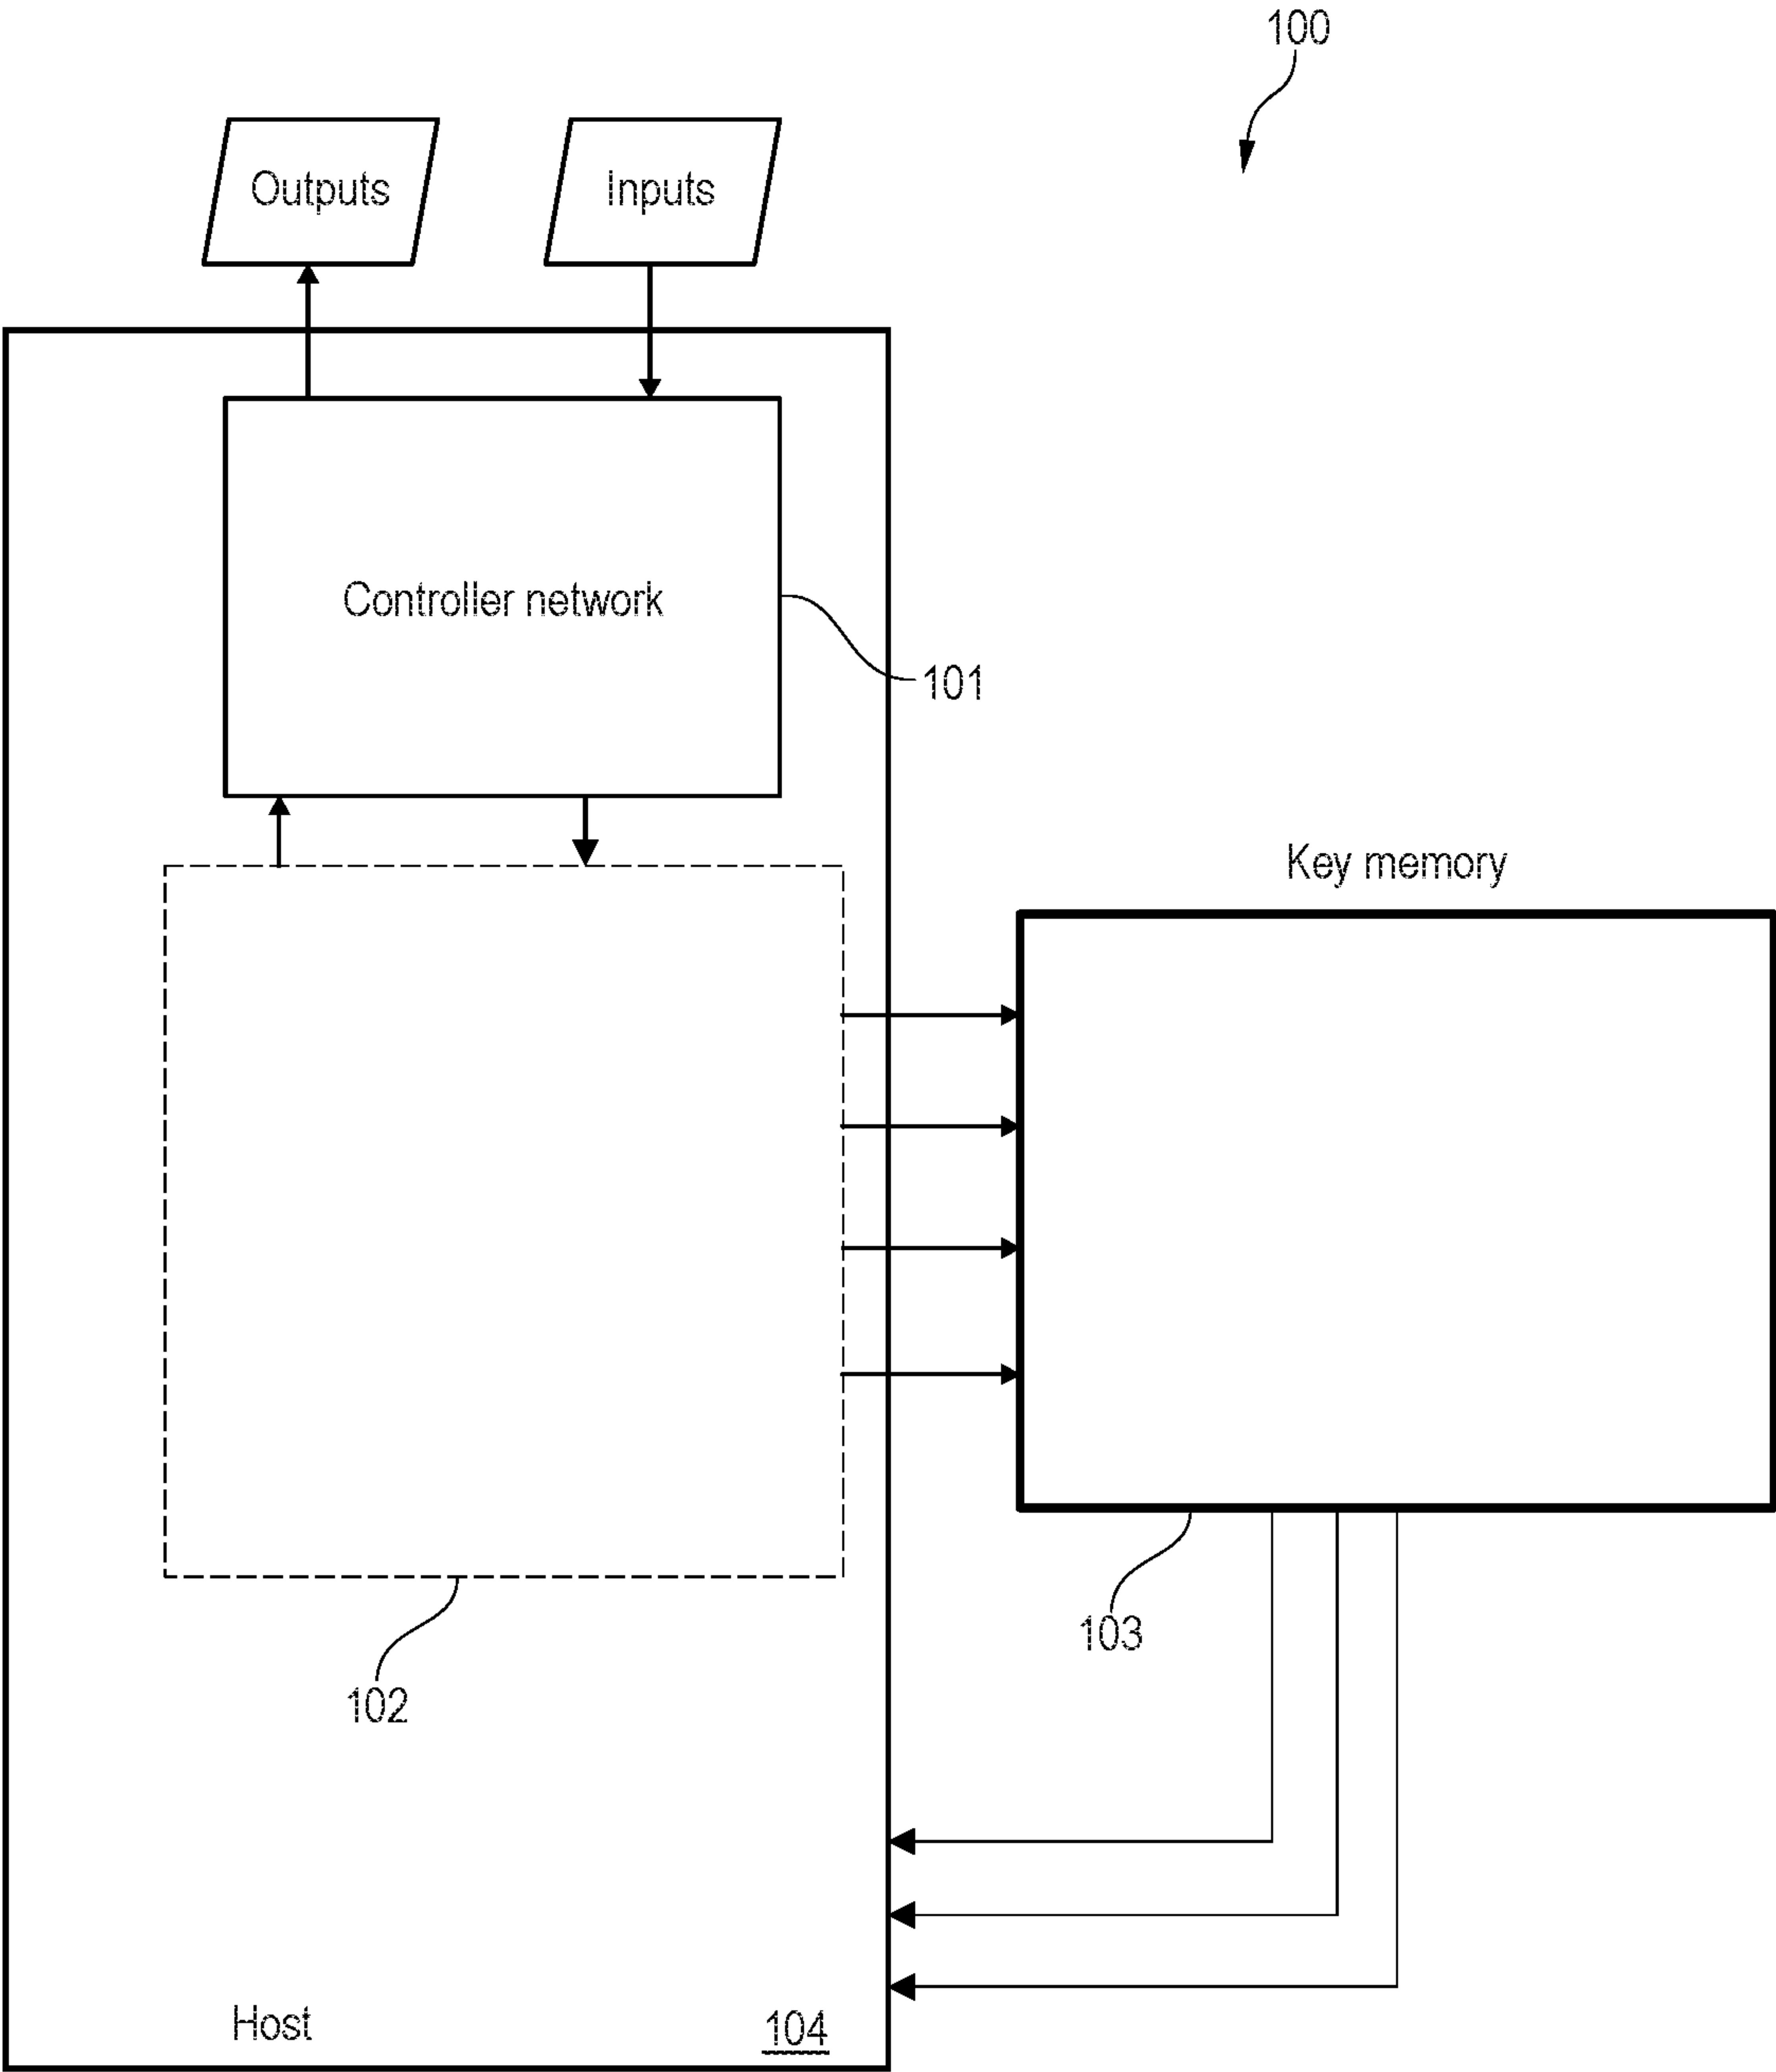 100
Outputs
Inputs
Controller network
101
Key memory
103
102
Host
104